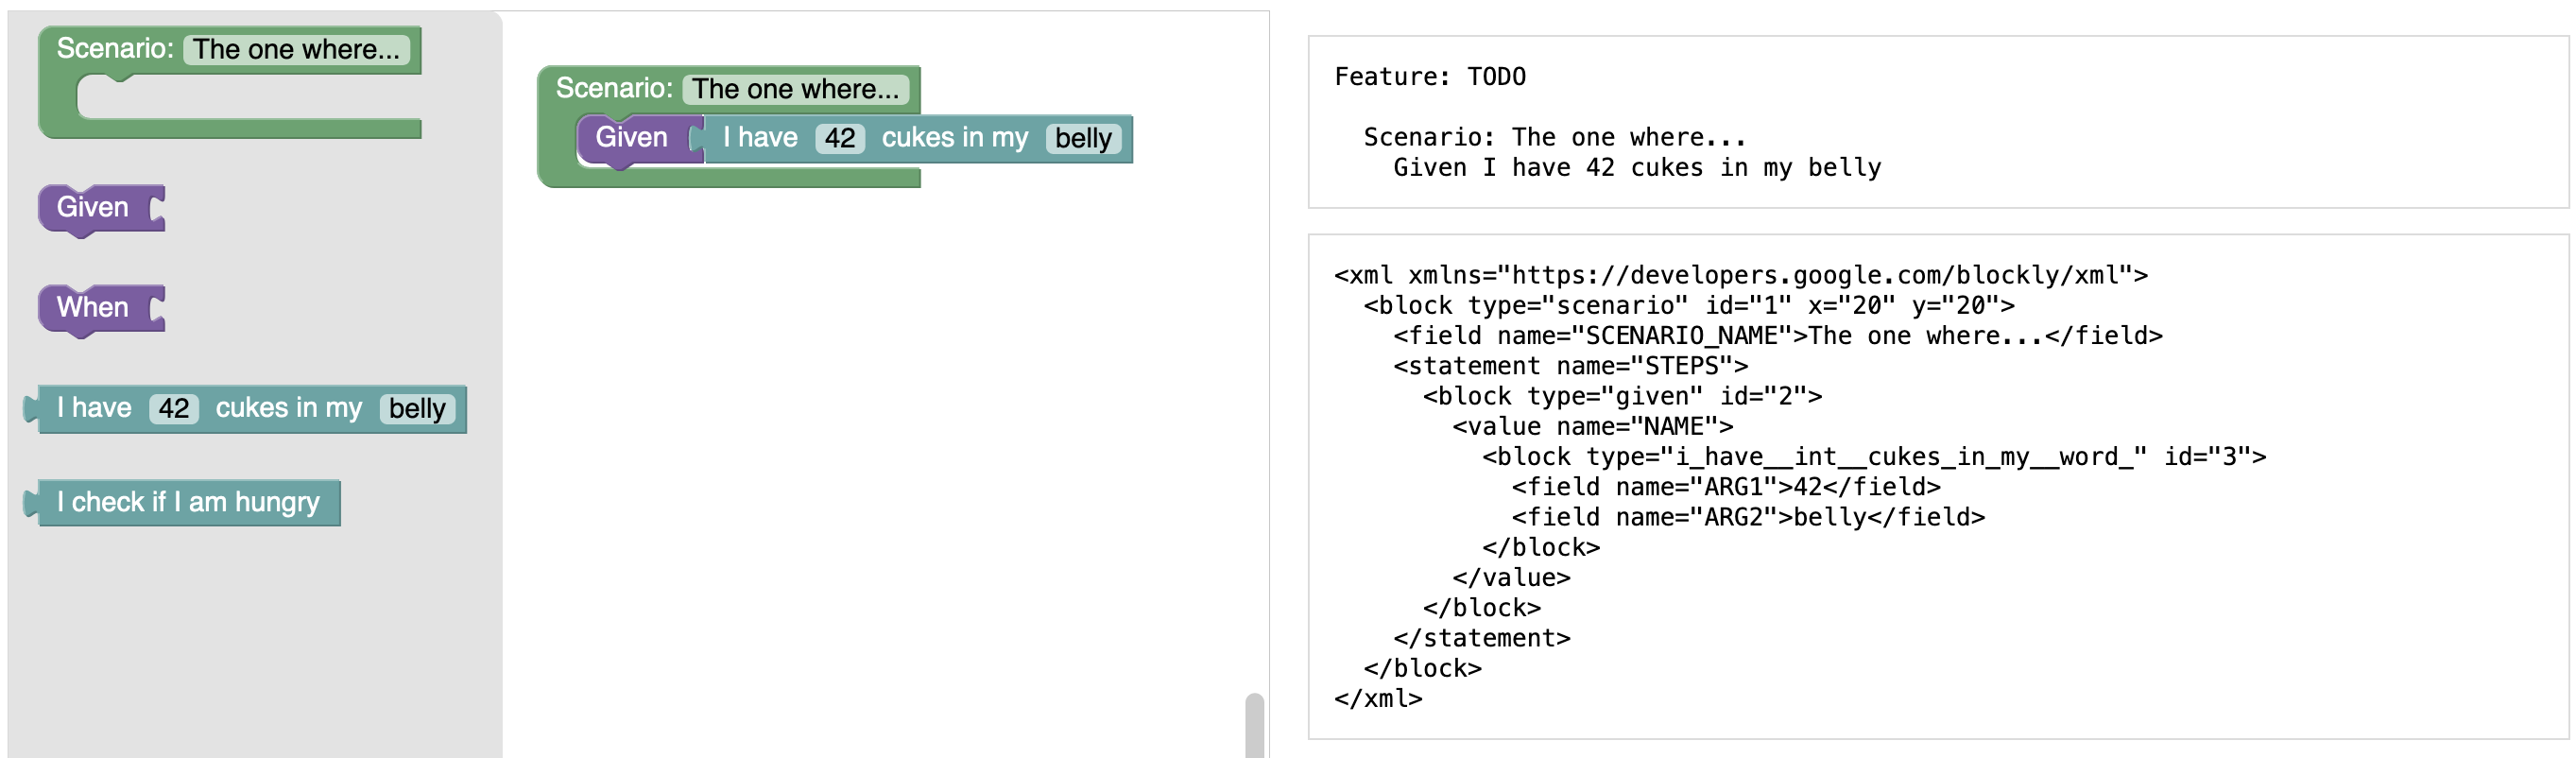 Scenario: The one where...
Given
When
I have 42 cukes in my belly
I check if I am hungry
Scenario: The one where...
Given I have 42 cukes in my belly
Feature: TODO
  Scenario: The one where...
    Given I have 42 cukes in my belly
<xml xmlns="https://developers.google.com/blockly/xml">
  <block type="scenario" id="1" x="20" y="20">
    <field name="SCENARIO_NAME">The one where...</field>
    <statement name="STEPS">
      <block type="given" id="2">
        <value name="NAME">
          <block type="i_have__int__cukes_in_my__word_" id="3">
            <field name="ARG1">42</field>
            <field name="ARG2">belly</field>
          </block>
        </value>
      </block>
    </statement>
  </block>
</xml>